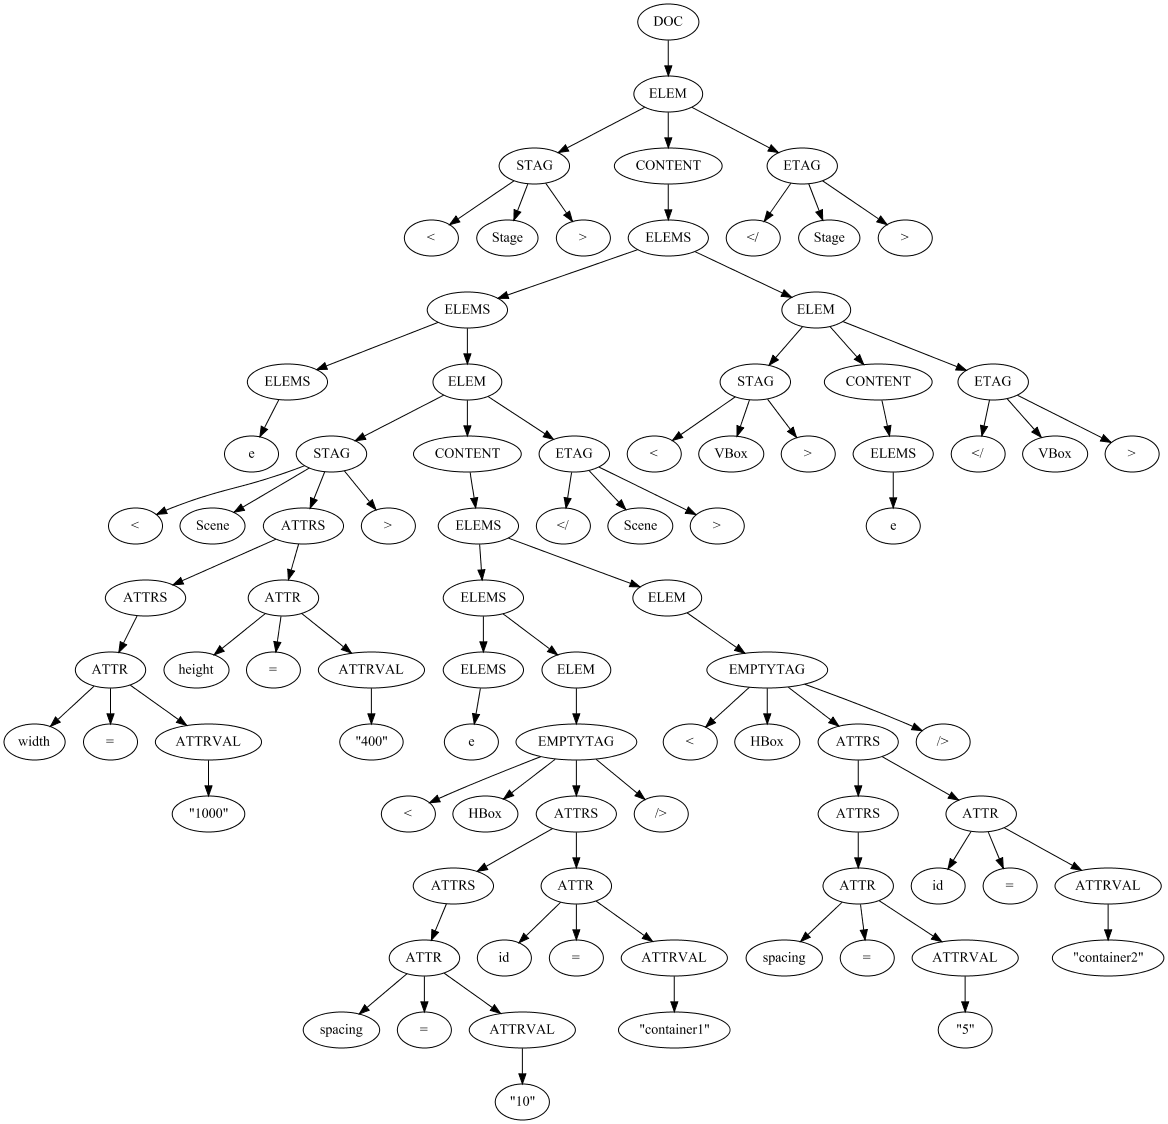 DOC
ELEM
STAG CONTENT ETAG
< Stage > ELEMS </ Stage >
ELEMS ELEM
ELEMS ELEM STAG CONTENT ETAG
e STAG CONTENT ETAG < VBox > ELEMS </ VBox >
< Scene ATTRS > ELEMS </ Scene > e
ATTRS ATTR ELEMS ELEM
ATTR height = ATTRVAL ELEMS ELEM EMPTYTAG
width = ATTRVAL "400" e EMPTYTAG < HBox ATTRS />
"1000" < HBox ATTRS /> ATTRS ATTR
ATTRS ATTR ATTR id = ATTRVAL
ATTR id = ATTRVAL spacing = ATTRVAL "container2"
spacing = ATTRVAL "container1" "5"
"10"